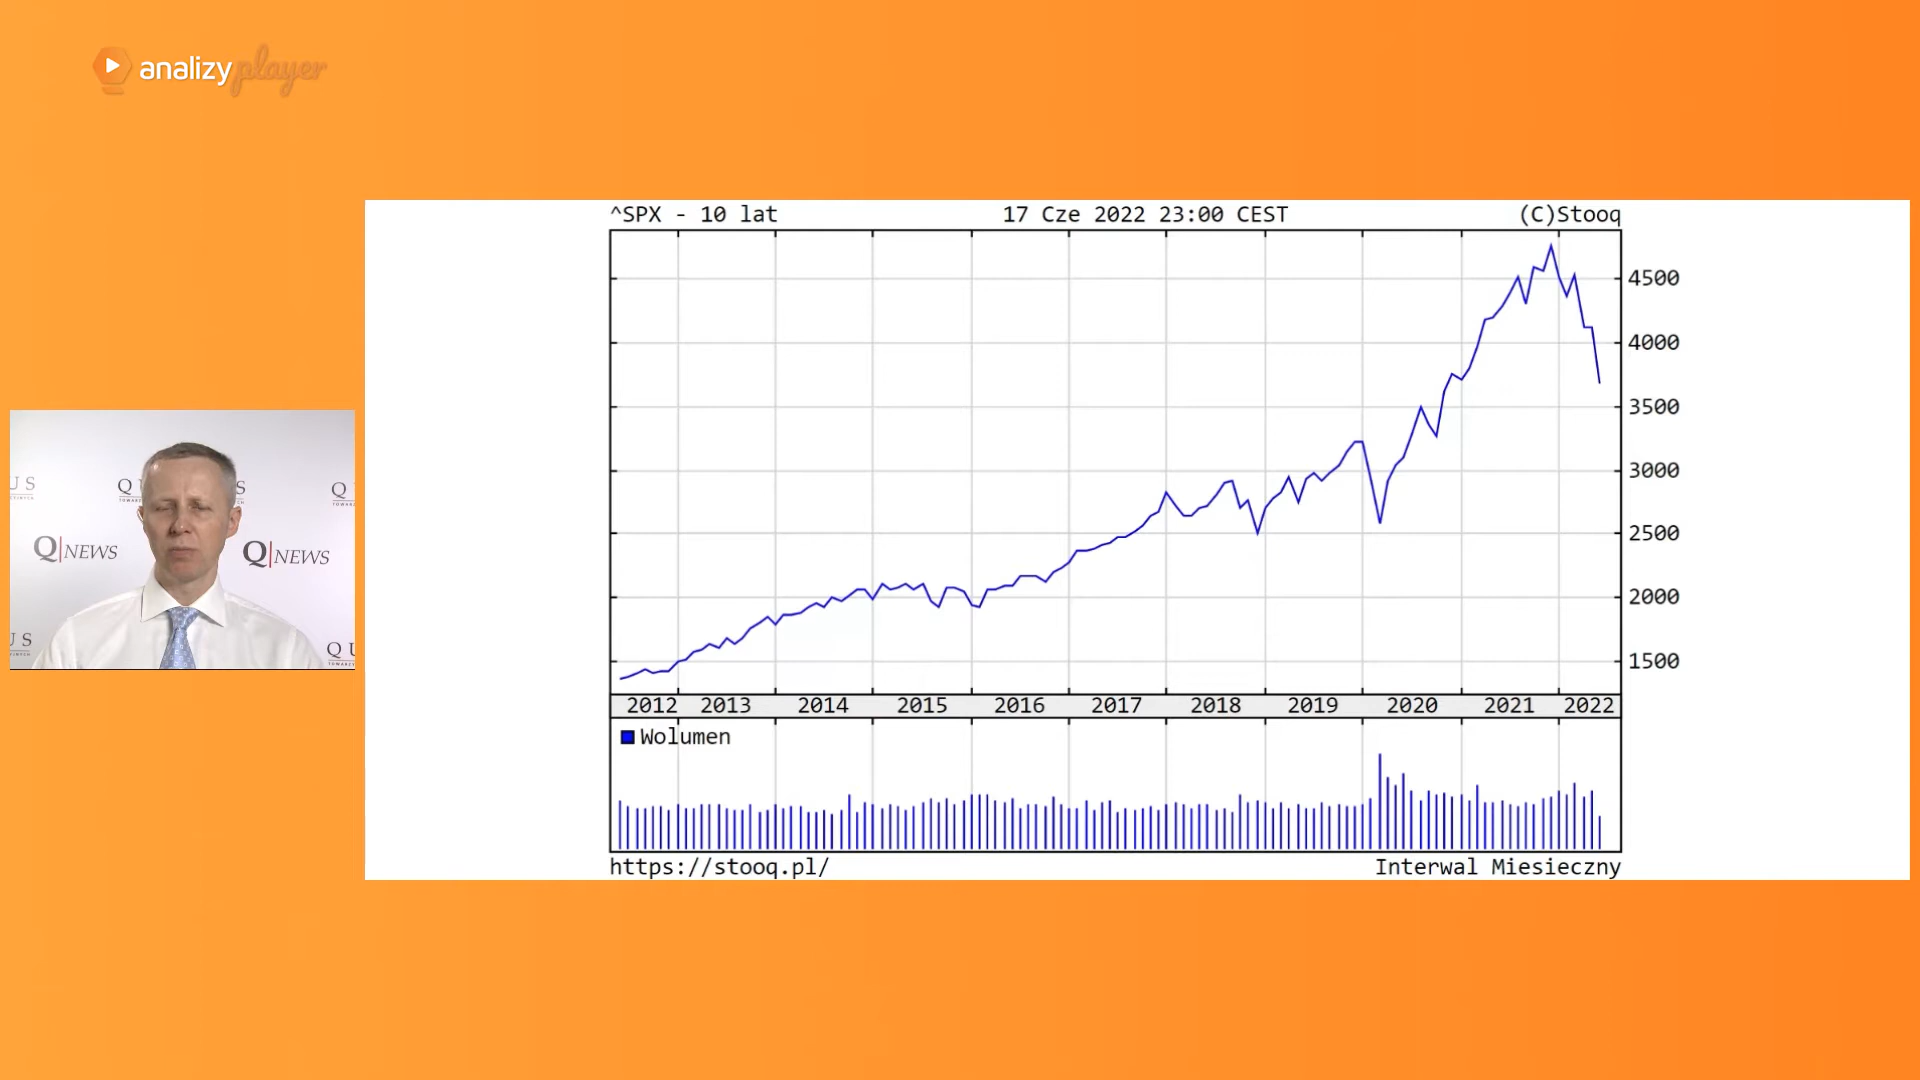 analizy player
^SPX - 10 lat 17 Cze 2022 23:00 CEST (C)Stooq
4500
4000
3500
3000
2500
2000
1500
2012 2013 2014 2015 2016 2017 2018 2019 2020 2021 2022
Wolumen
https://stooq.pl/ Interwal Miesieczny
U S
Q
S
Q
Q|NEWS
Q|NEWS
U S
Q U